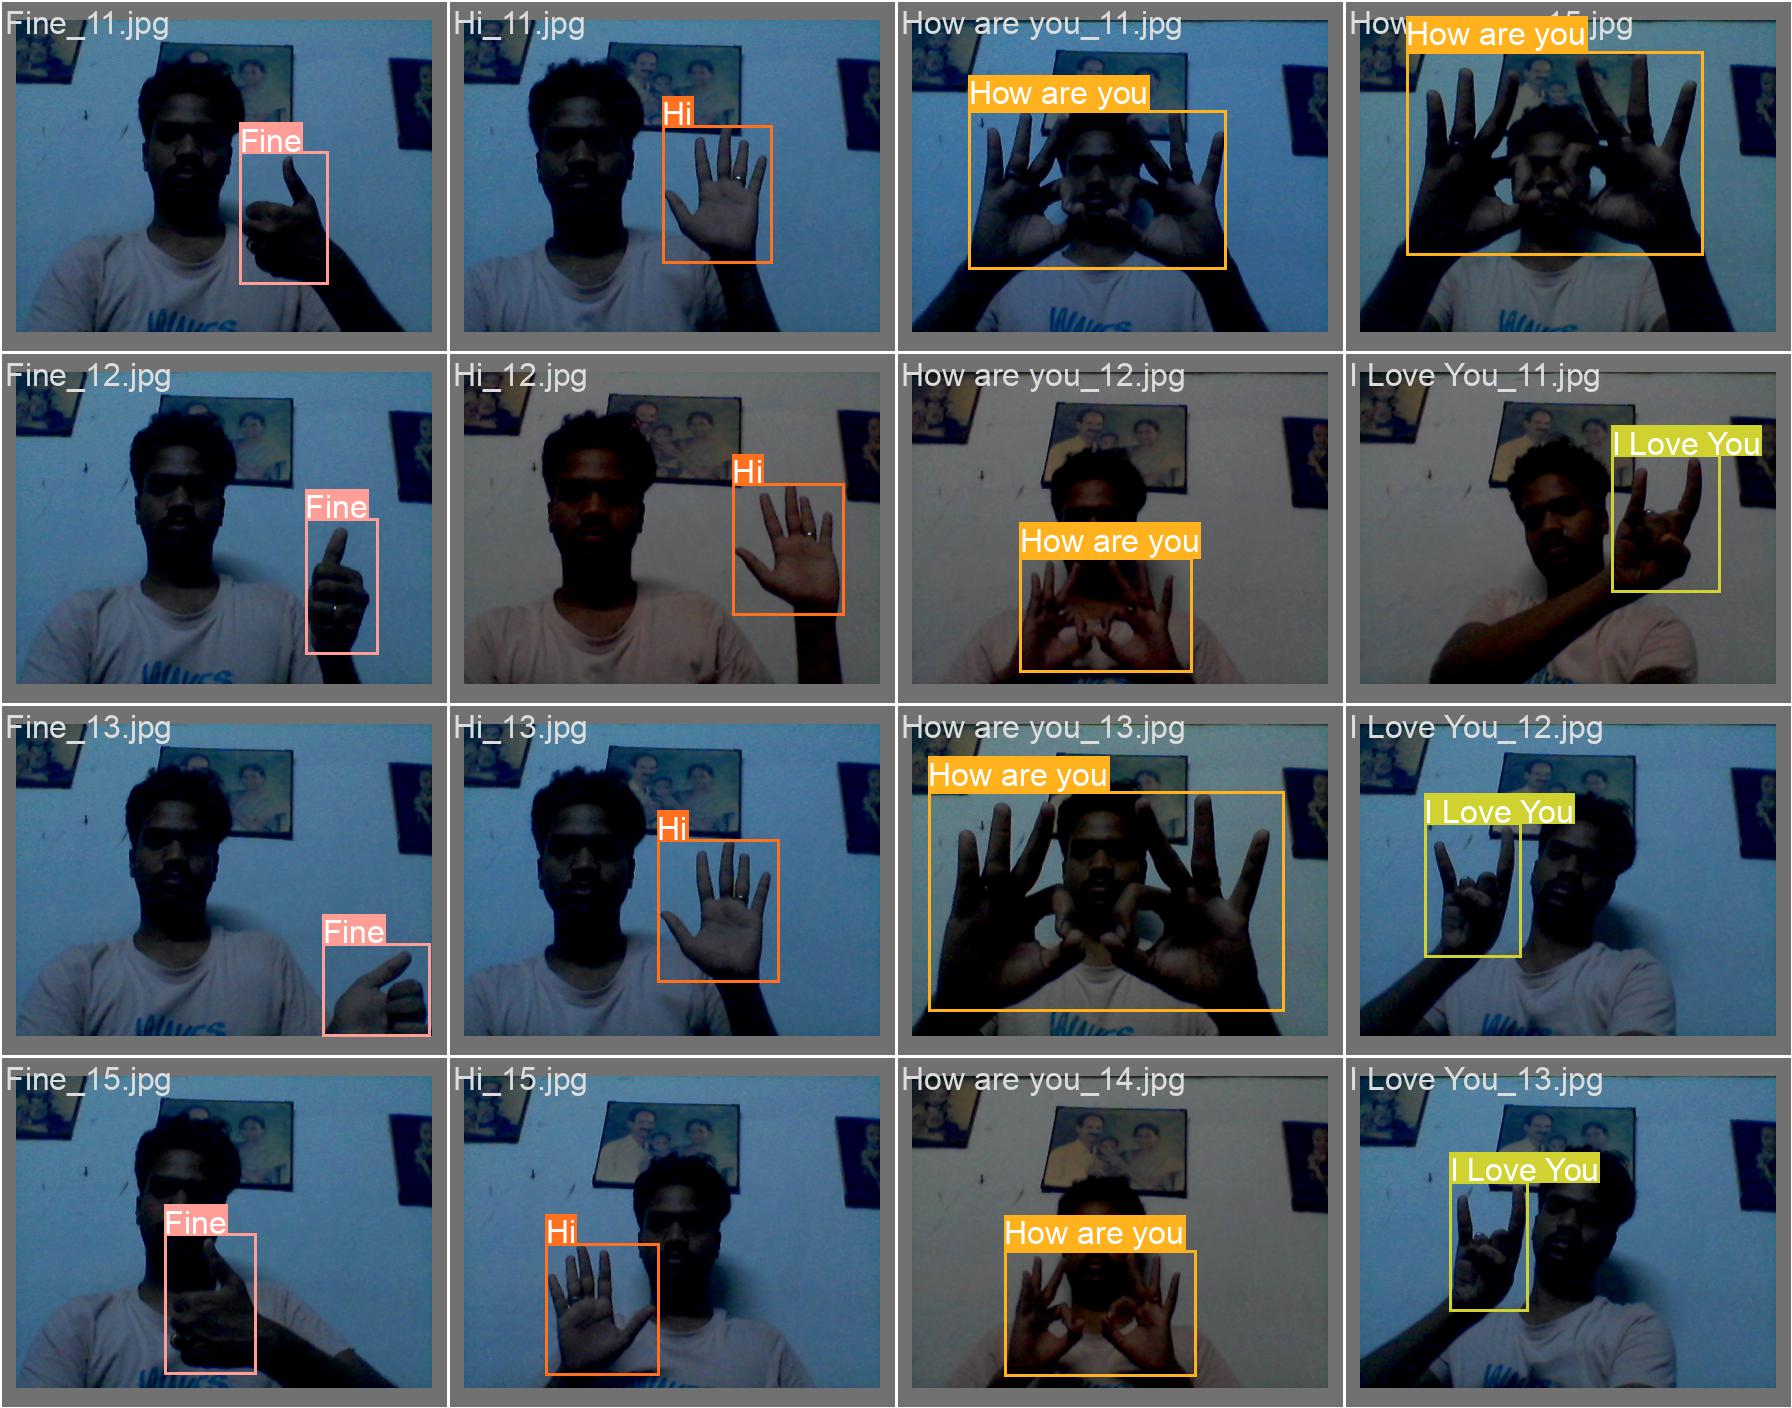 Fine_11.jpg
Fine
Hi_11.jpg
Hi
How are you_11.jpg
How are you
How 15.jpg
How are you
Fine_12.jpg
Fine
Hi_12.jpg
Hi
How are you_12.jpg
How are you
I Love You_11.jpg
I Love You
Fine_13.jpg
Fine
Hi_13.jpg
Hi
How are you_13.jpg
How are you
I Love You_12.jpg
I Love You
Fine_15.jpg
Fine
Hi_15.jpg
Hi
How are you_14.jpg
How are you
I Love You_13.jpg
I Love You